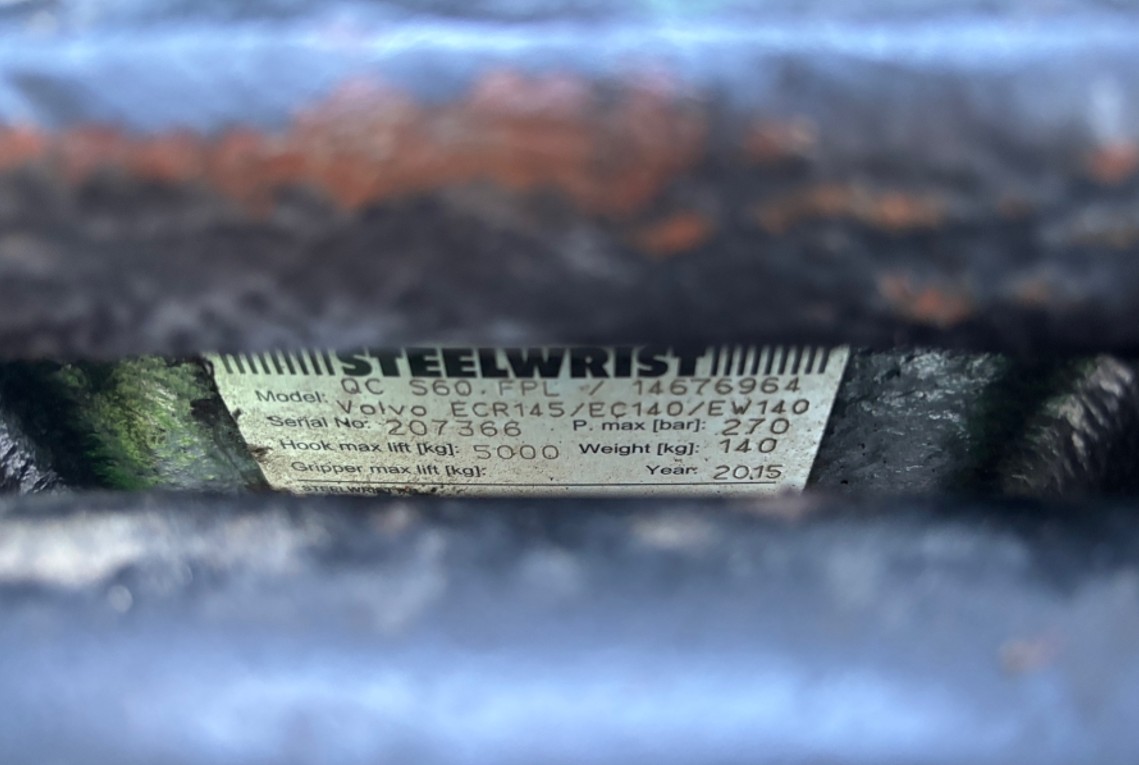 STEELWRIST
Model: QC S60.FPL / 14676964
Volvo ECR145/EC140/EW140
Serial No: 207366 P. max [bar]: 270
Hook max lift [kg]: 5000 Weight [kg]: 140
Gripper max lift [kg]: Year: 2015
STEELWRIST